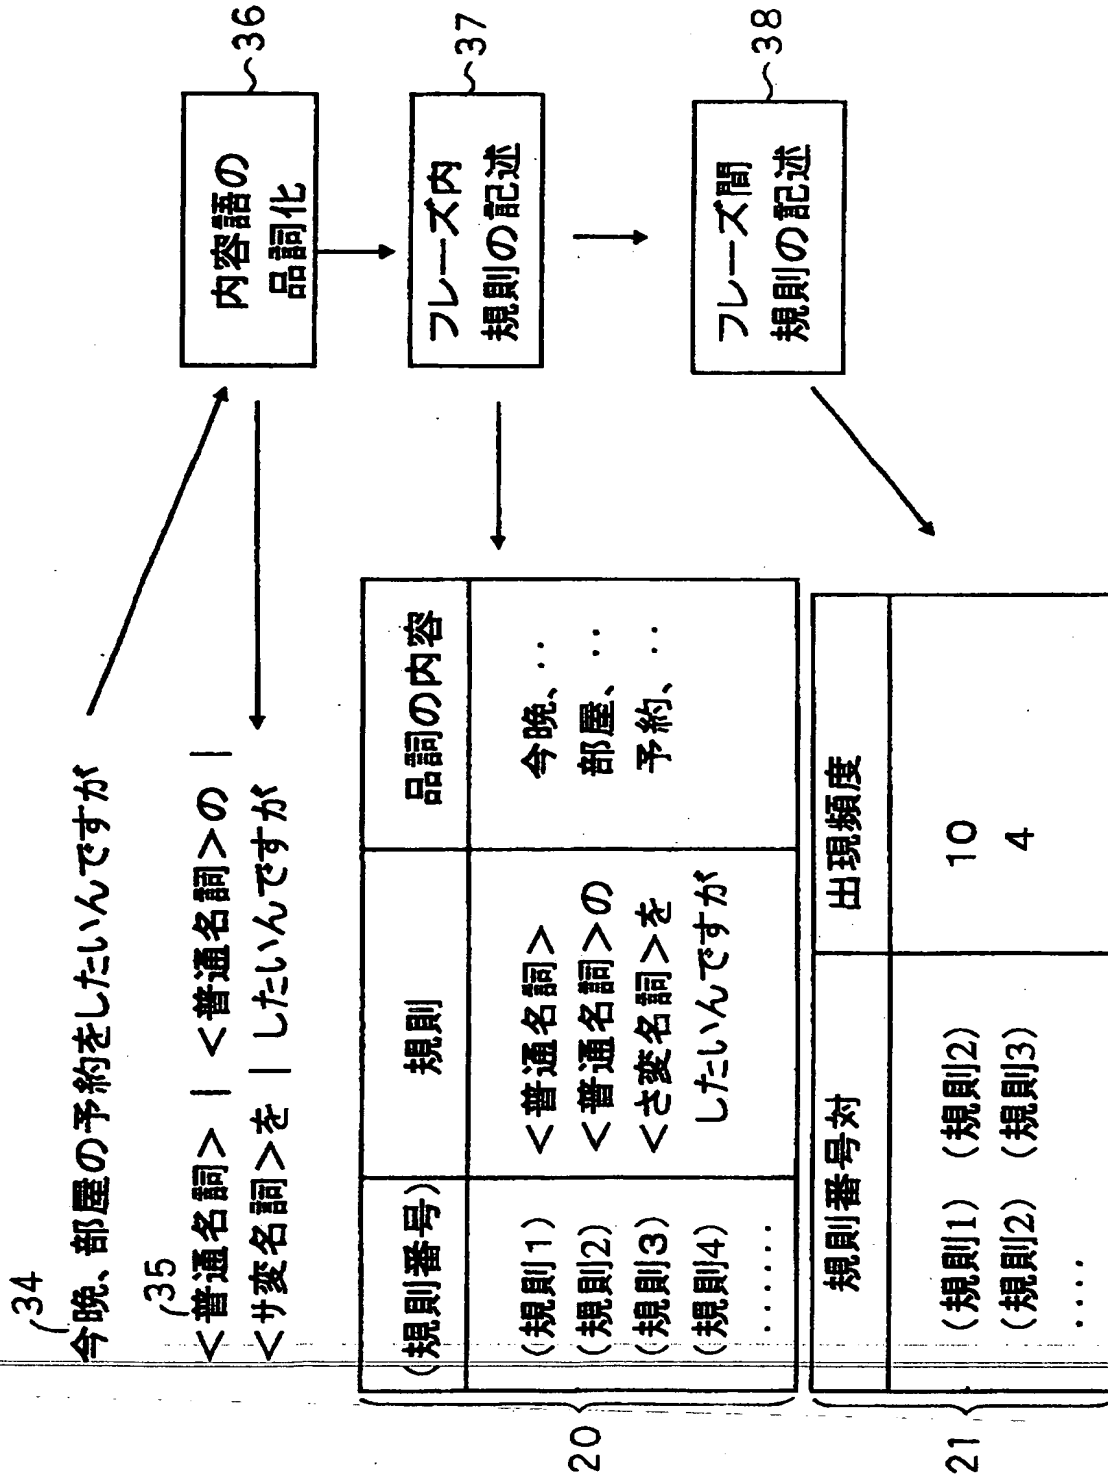 34
今晩、部屋の予約をしたいんですが
35
<普通名詞> | <普通名詞>の |
<サ変名詞>を | したいんですが
内容語の
品詞化
36
フレーズ内
規則の記述
37
フレーズ間
規則の記述
38
20
(規則番号) 規則 品詞の内容
(規則1) <普通名詞> 今晩、‥
(規則2) <普通名詞>の 部屋、‥
(規則3) <さ変名詞>を 予約、‥
(規則4) したいんですが
......
21
規則番号対 出現頻度
(規則1) (規則2) 10
(規則2) (規則3) 4
....